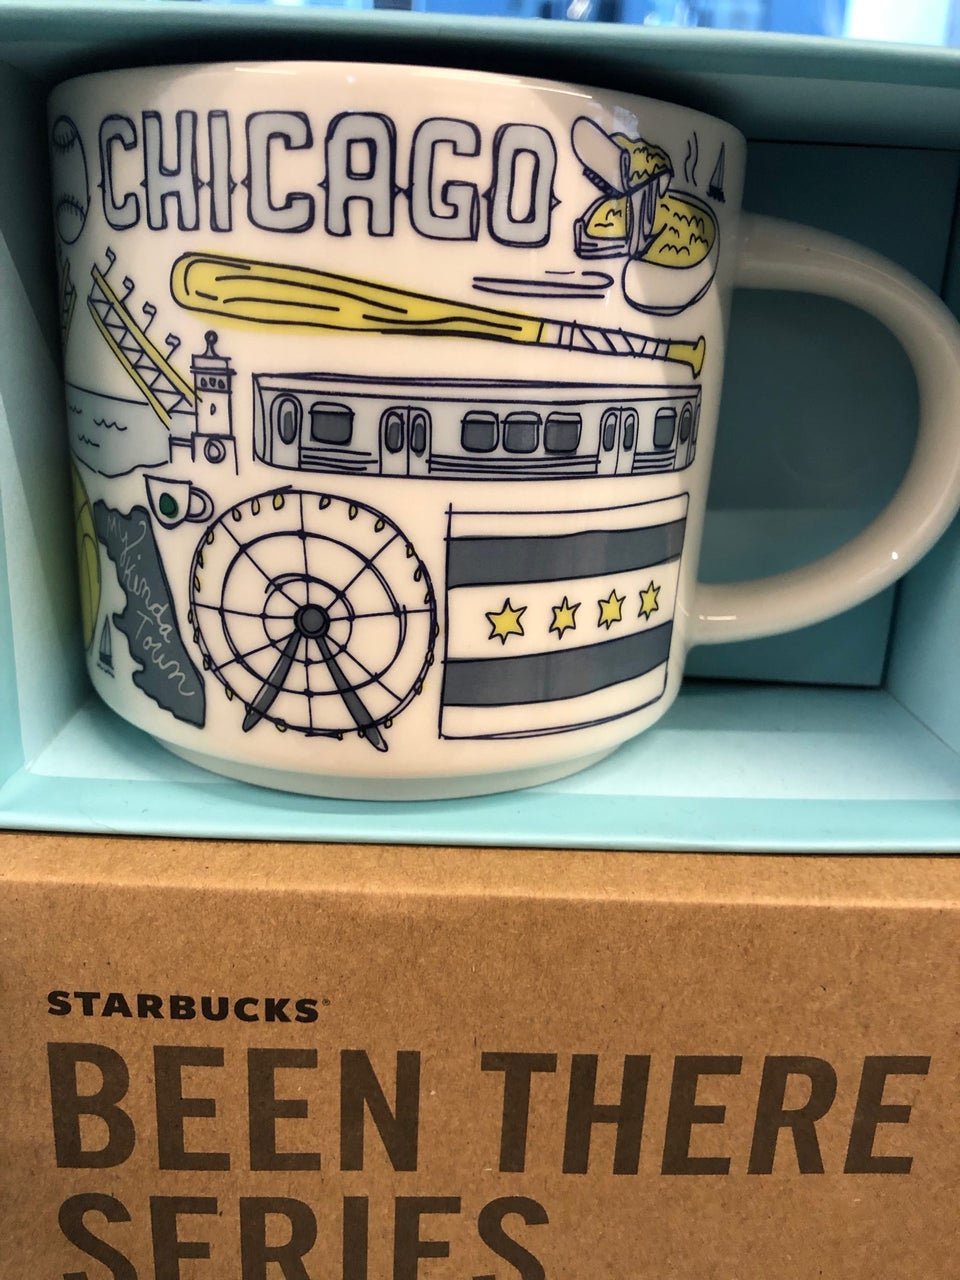 CHICAGO
My
Kinda
Town
STARBUCKS®
BEEN THERE
SERIES